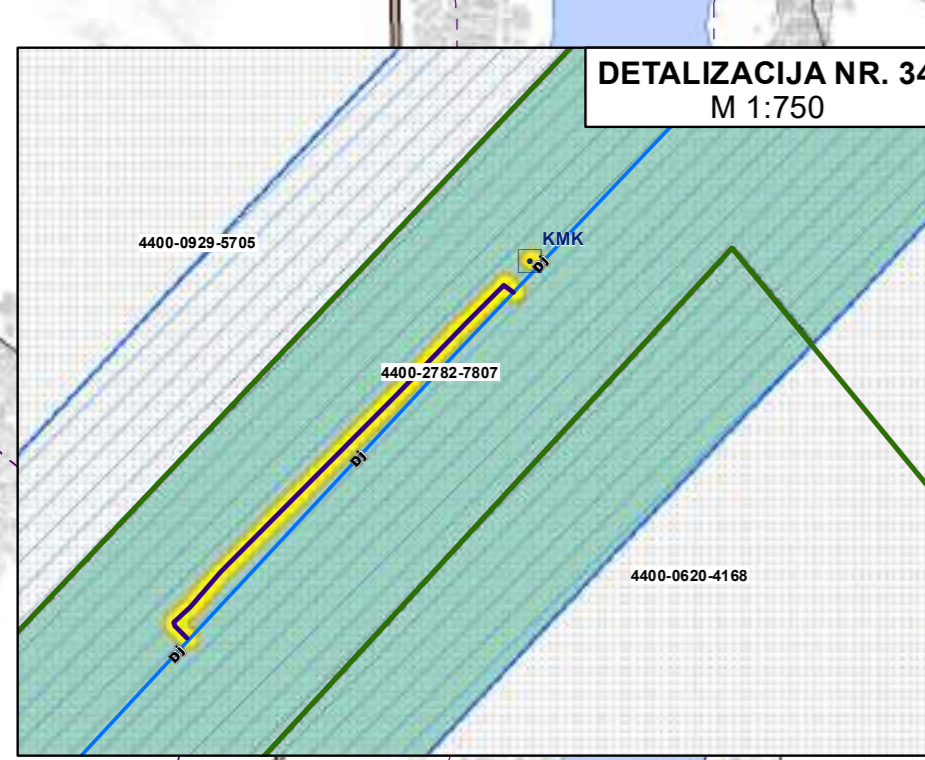 DETALIZACIJA NR. 34
M 1:750
4400-0929-5705
KMK
Dj
4400-2782-7807
Dj
4400-0620-4168
Dj